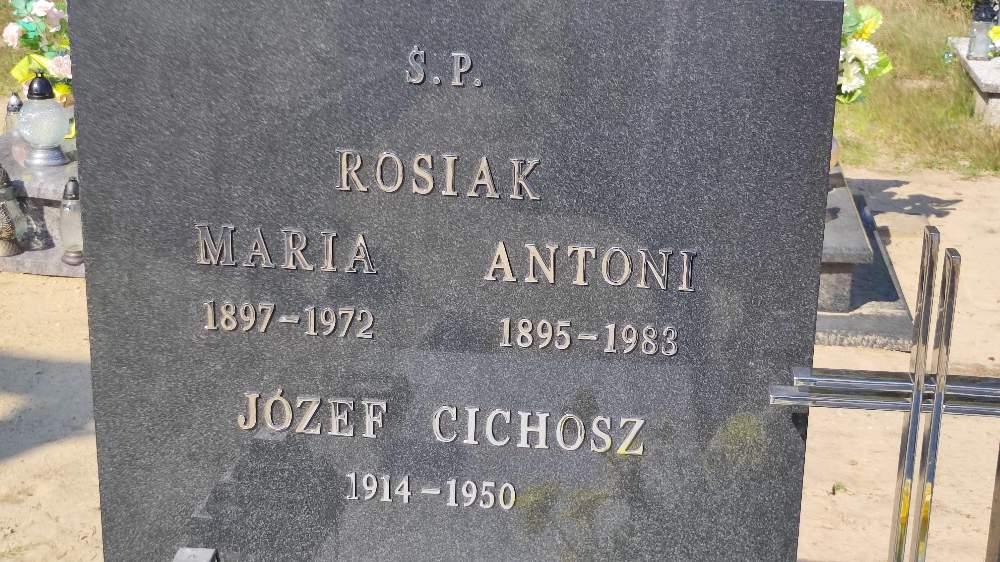 Ś.P.
ROSIAK
MARIA ANTONI
1897-1972 1895-1983
JÓZEF CICHOSZ
1914-1950